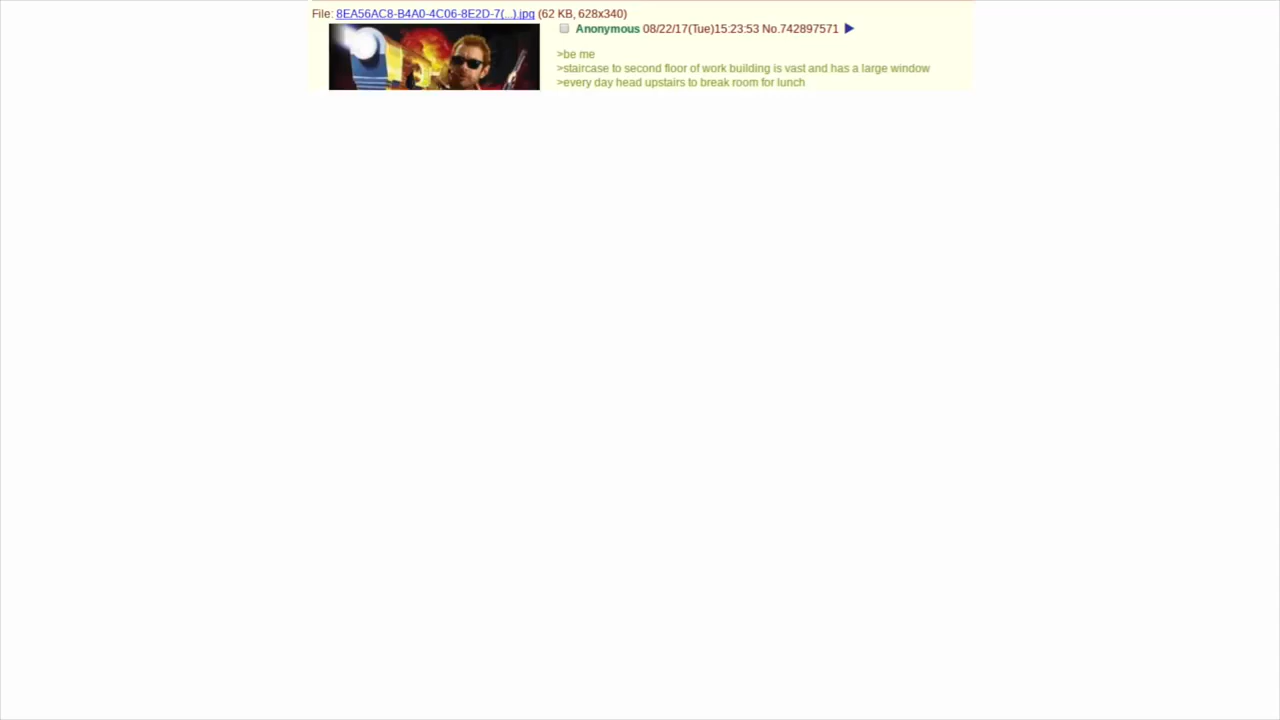 File: 8EA56AC8-B4A0-4C06-8E2D-7(...).jpg (62 KB, 628x340)
Anonymous 08/22/17(Tue)15:23:53 No.742897571
>be me
>staircase to second floor of work building is vast and has a large window
>every day head upstairs to break room for lunch